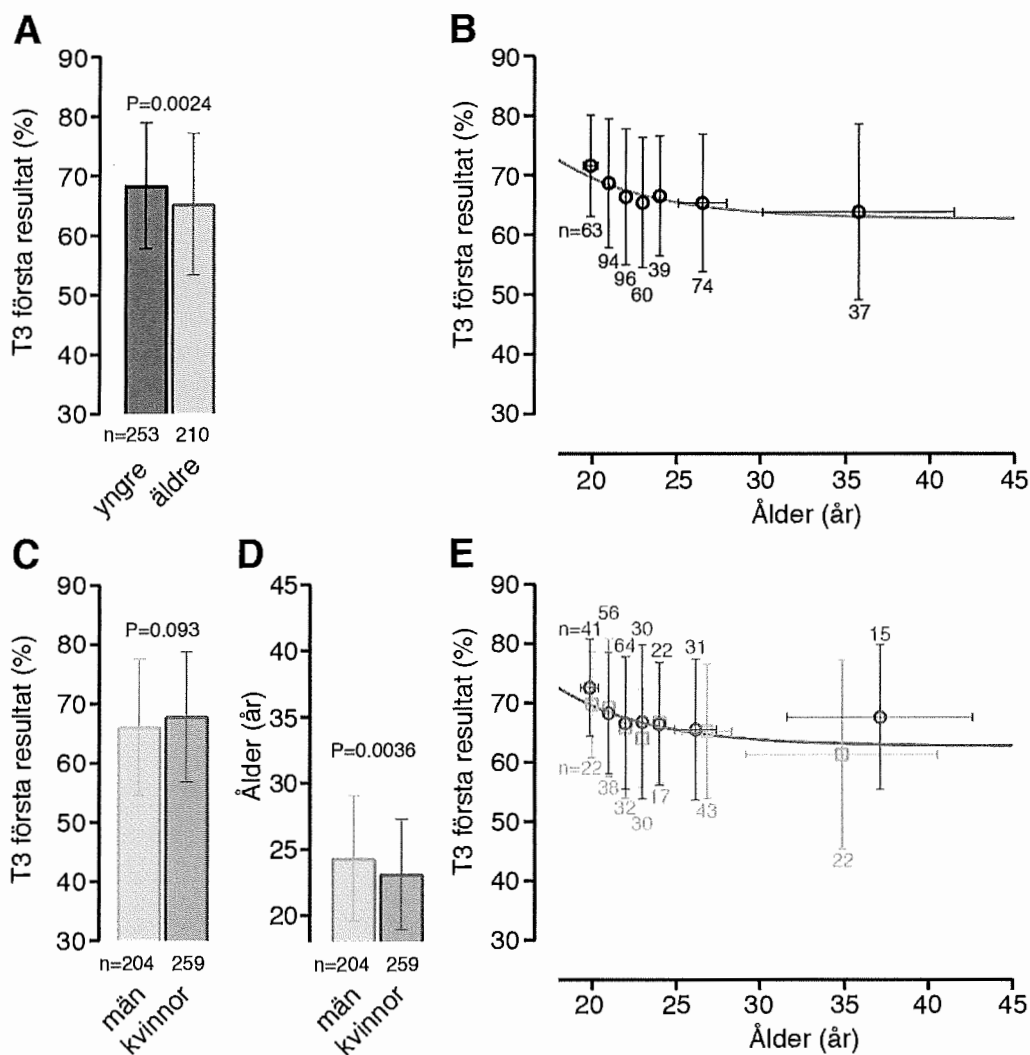 A
T3 första resultat (%)
90
80
70
60
50
40
30
P=0.0024
n=253 210
yngre äldre
B
T3 första resultat (%)
90
80
70
60
50
40
30
n=63
94
96
60
39
74
37
20 25 30 35 40 45
Ålder (år)
C
T3 första resultat (%)
90
80
70
60
50
40
30
P=0.093
n=204 259
män kvinnor
D
Ålder (år)
45
40
35
30
25
20
P=0.0036
n=204 259
män kvinnor
E
T3 första resultat (%)
90
80
70
60
50
40
30
n=41
56
64
30
22
31
15
n=22
38
32
30
17
43
22
20 25 30 35 40 45
Ålder (år)